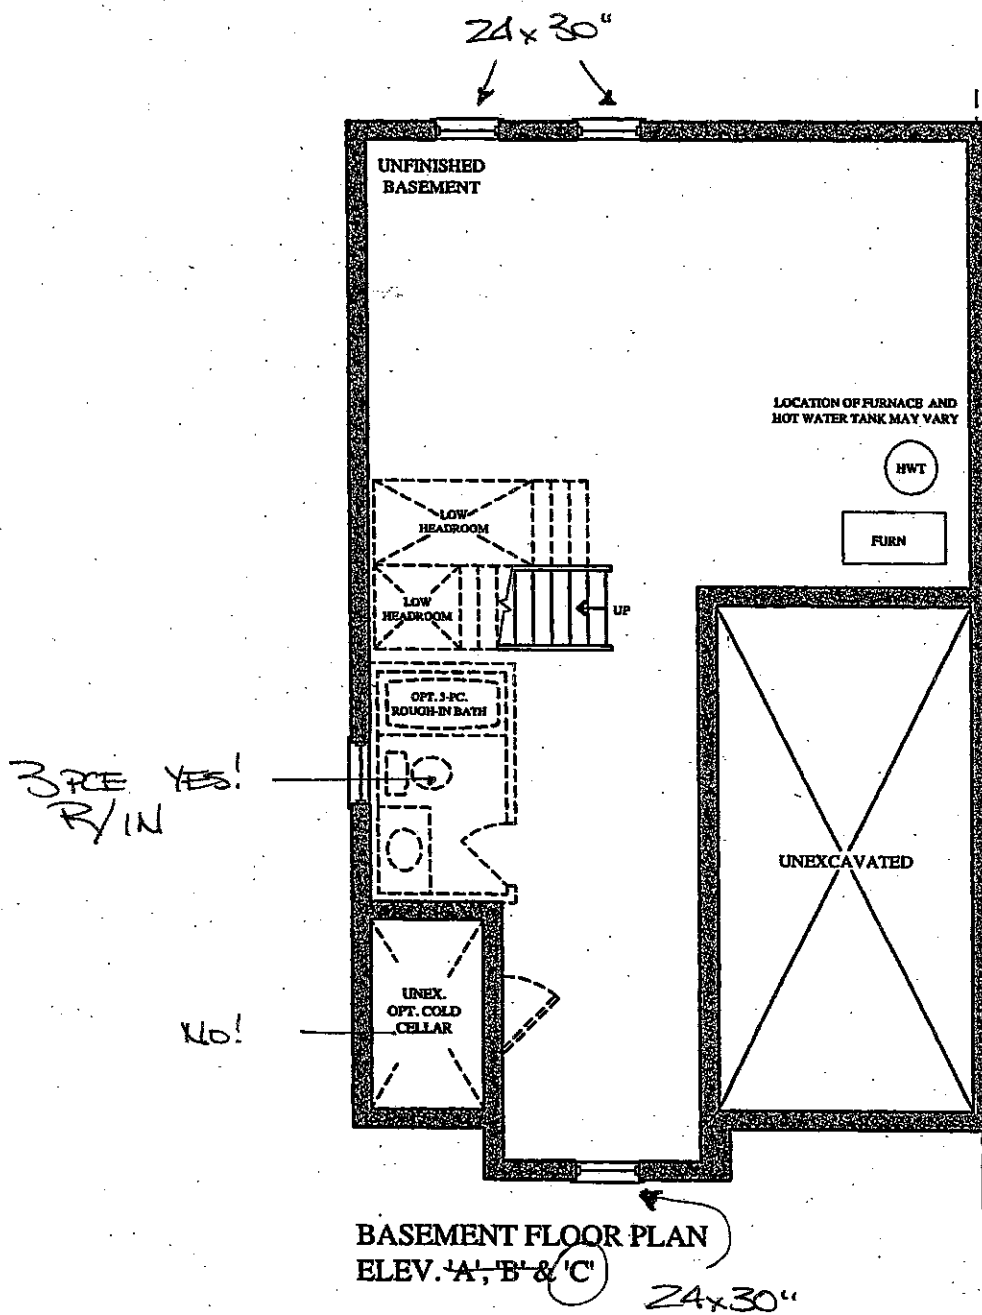 24x30"
UNFINISHED
BASEMENT
LOCATION OF FURNACE AND
HOT WATER TANK MAY VARY
HWT
FURN
LOW
HEADROOM
LOW
HEADROOM
UP
OPT. 3-PC.
ROUGH-IN BATH
3 PCE YES!
R/IN
UNEXCAVATED
UNEX.
OPT. COLD
CELLAR
NO!
BASEMENT FLOOR PLAN
ELEV. 'A', 'B' & 'C'
24x30"